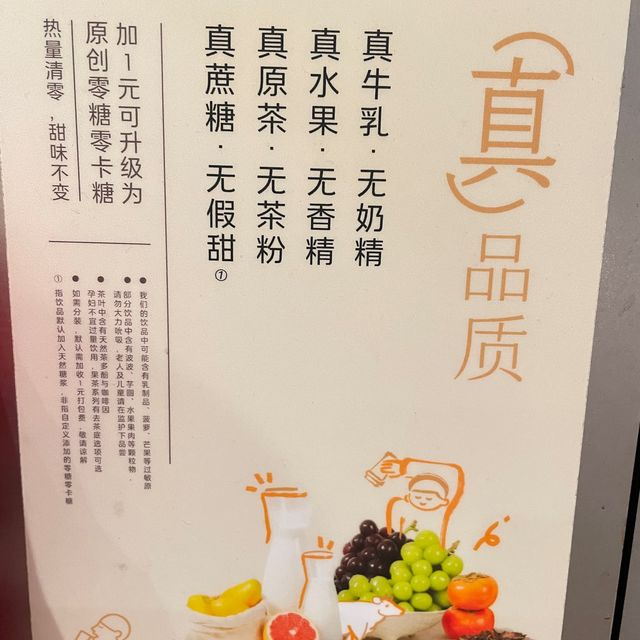 （真）品质
真牛乳·无奶精
真水果·无香精
真原茶·无茶粉
真蔗糖·无假甜①
加1元可升级为
原创零糖零卡糖
热量清零，甜味不变
● 我们的饮品中可能含有乳制品、菠萝、芒果等过敏原
● 部分饮品中含有波波、芋圆、水果果肉等颗粒物，
请勿大力吮吸，老人及儿童请在监护下品尝
● 茶叶中含有天然茶多酚与咖啡因
孕妇不宜过量饮用，果茶系列有去茶底选项可选
● 如需分装，默认需加收1元打包费，敬请谅解
① 指饮品默认加入天然糖浆，非指自定义添加的零糖零卡糖